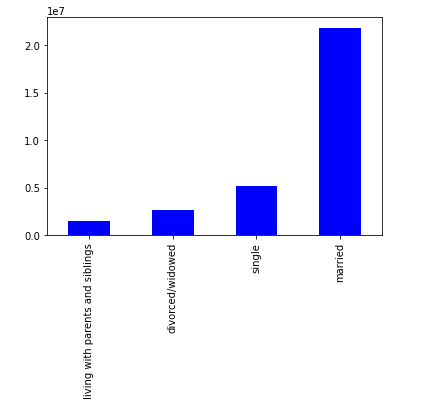 1e7
2.0
1.5
1.0
0.5
0.0
living with parents and siblings
divorced/widowed
single
married